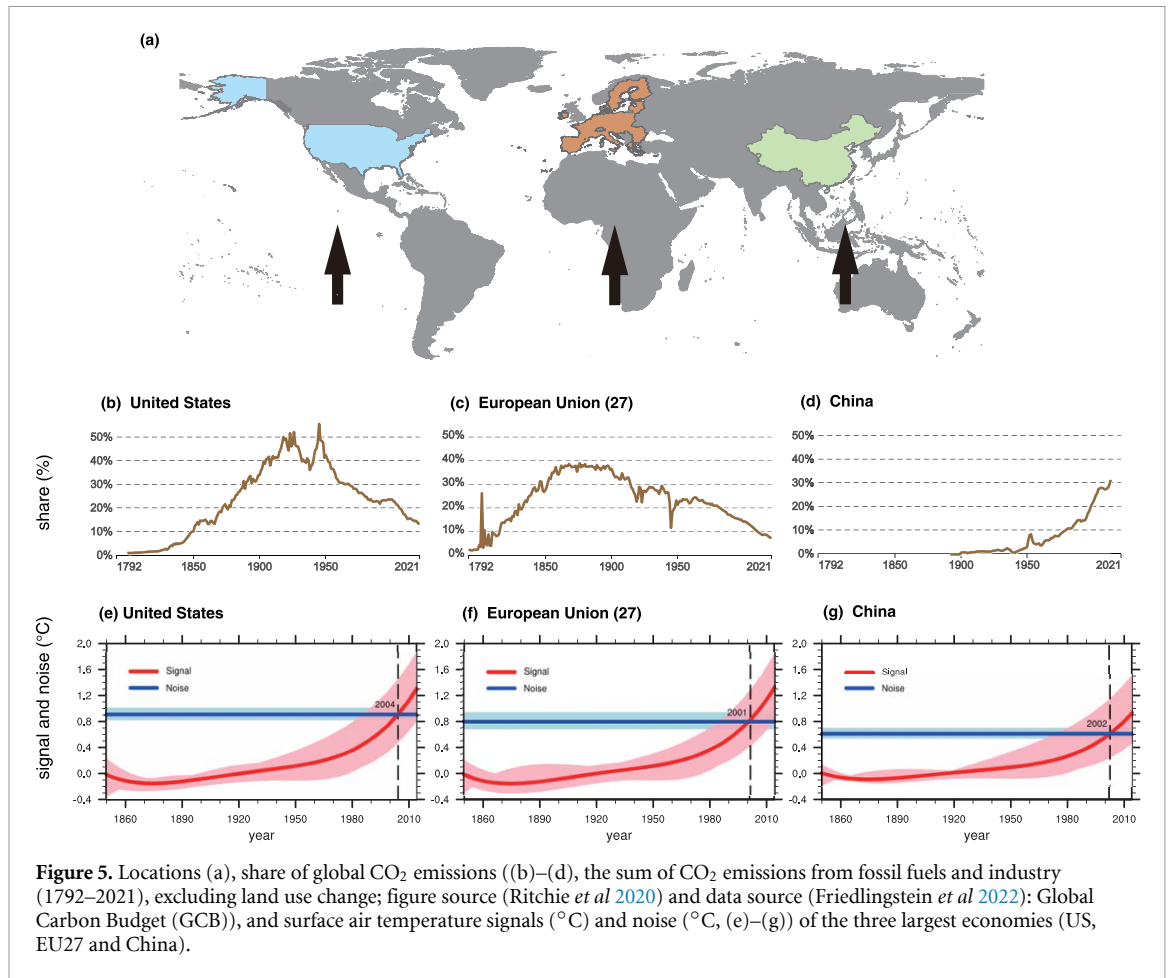 (a)
(b) United States
(c) European Union (27)
(d) China
share (%)
50%
40%
30%
20%
10%
0%
1792 1850 1900 1950 2021
50%
40%
30%
20%
10%
0%
1792 1850 1900 1950 2021
50%
40%
30%
20%
10%
0%
1792 1850 1900 1950 2021
(e) United States
(f) European Union (27)
(g) China
signal and noise (°C)
2,0
1,6
1,2
0,8
0,4
0,0
-0,4
Signal
Noise
2004
1860 1890 1920 1950 1980 2010
year
2,0
1,6
1,2
0,8
0,4
0,0
-0,4
Signal
Noise
2001
1860 1890 1920 1950 1980 2010
year
2,0
1,6
1,2
0,8
0,4
0,0
-0,4
Signal
Noise
2002
1860 1890 1920 1950 1980 2010
year
Figure 5. Locations (a), share of global CO₂ emissions ((b)–(d), the sum of CO₂ emissions from fossil fuels and industry
(1792–2021), excluding land use change; figure source (Ritchie et al 2020) and data source (Friedlingstein et al 2022): Global
Carbon Budget (GCB)), and surface air temperature signals (°C) and noise (°C, (e)–(g)) of the three largest economies (US,
EU27 and China).